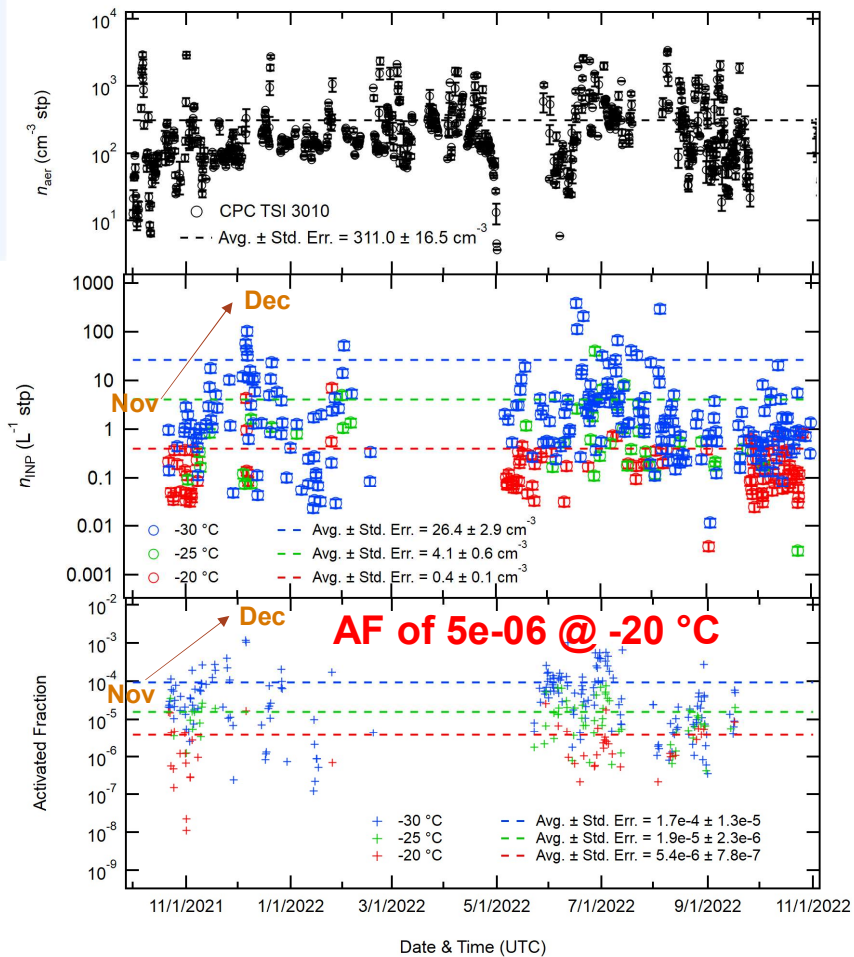 10^4
10^3
10^2
10^1
n_aer (cm^-3 stp)
CPC TSI 3010
Avg. ± Std. Err. = 311.0 ± 16.5 cm^-3
1000
100
10
1
0.1
0.01
0.001
n_INP (L^-1 stp)
Dec
Nov
-30 °C Avg. ± Std. Err. = 26.4 ± 2.9 cm^-3
-25 °C Avg. ± Std. Err. = 4.1 ± 0.6 cm^-3
-20 °C Avg. ± Std. Err. = 0.4 ± 0.1 cm^-3
10^-2
10^-3
10^-4
10^-5
10^-6
10^-7
10^-8
10^-9
Activated Fraction
Dec
AF of 5e-06 @ -20 °C
Nov
-30 °C Avg. ± Std. Err. = 1.7e-4 ± 1.3e-5
-25 °C Avg. ± Std. Err. = 1.9e-5 ± 2.3e-6
-20 °C Avg. ± Std. Err. = 5.4e-6 ± 7.8e-7
11/1/2021 1/1/2022 3/1/2022 5/1/2022 7/1/2022 9/1/2022 11/1/2022
Date & Time (UTC)